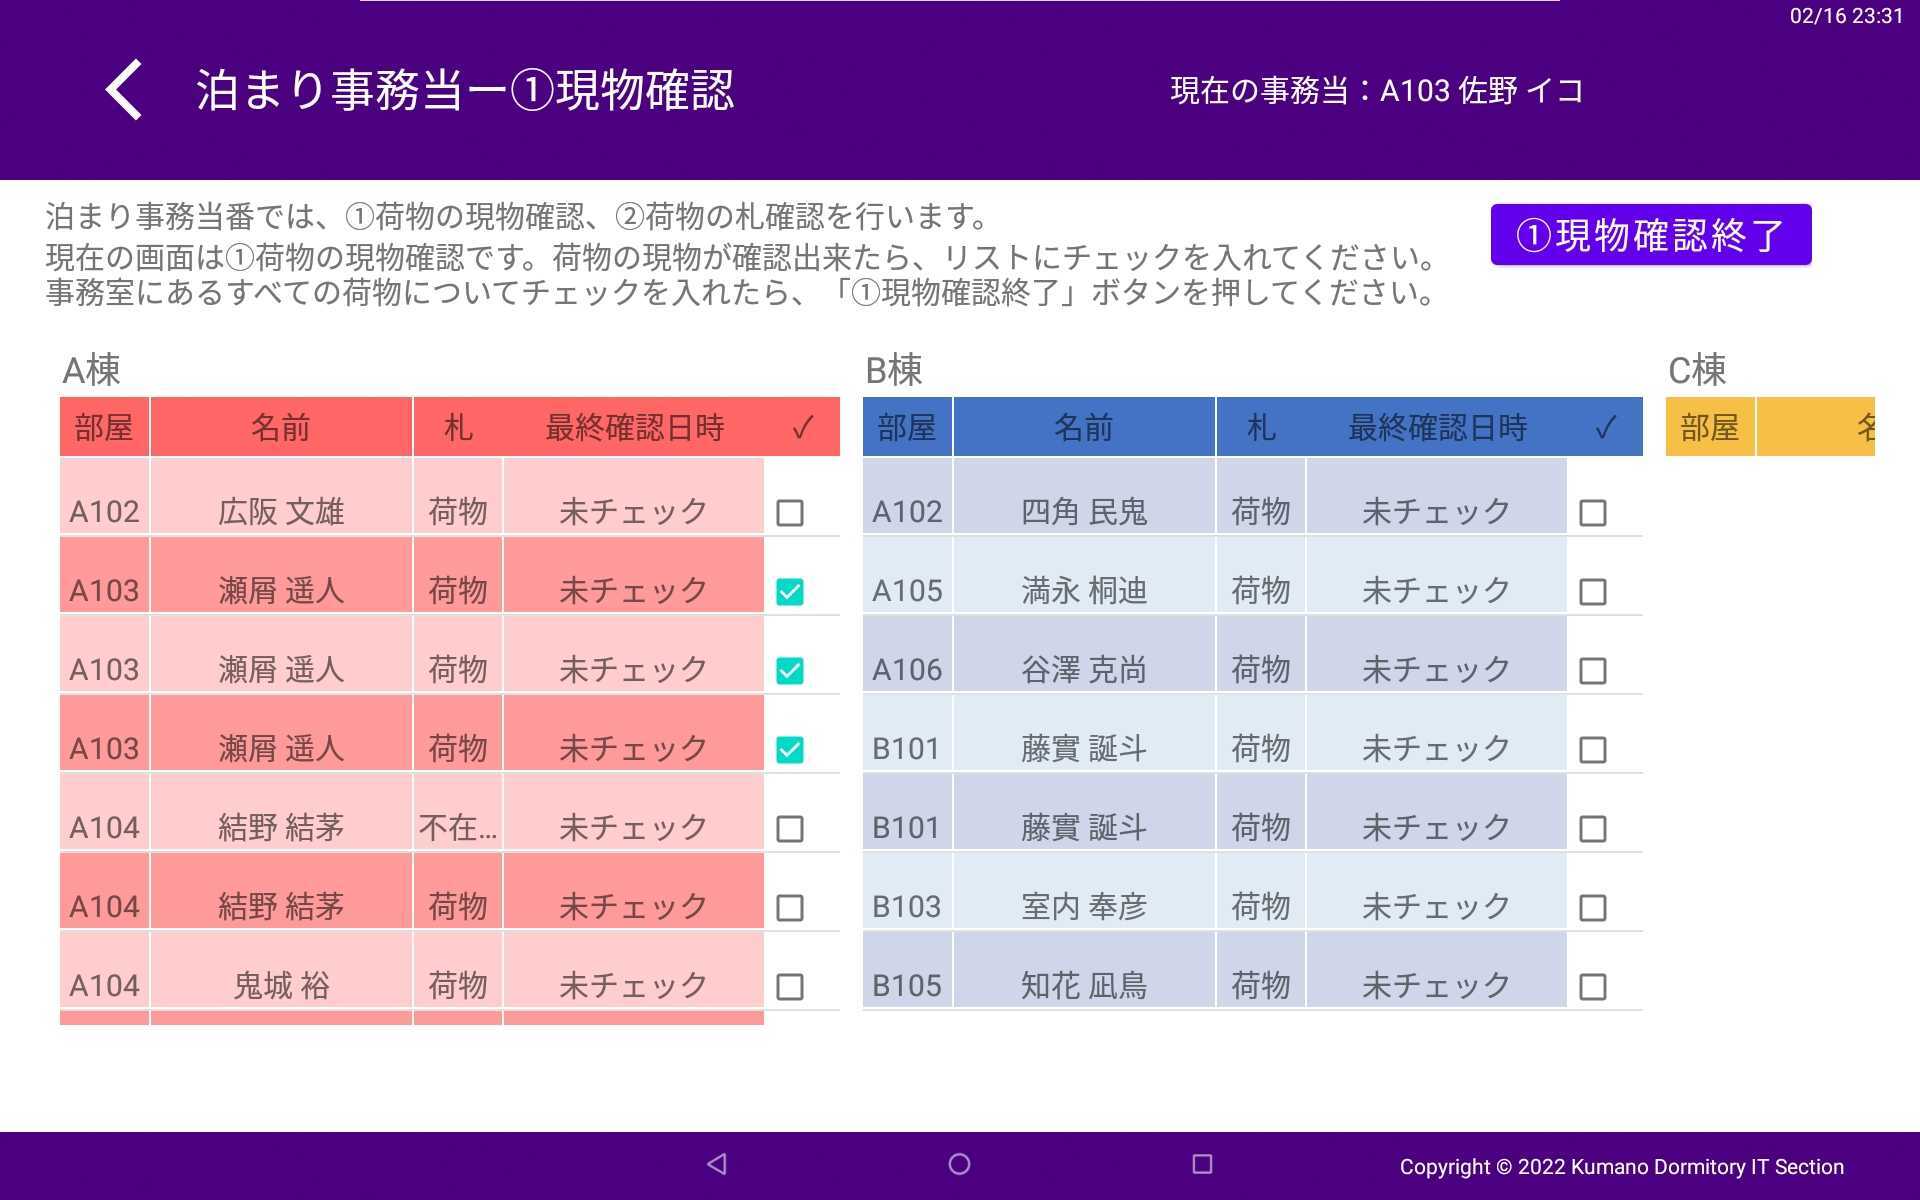 02/16 23:31
泊まり事務当ー①現物確認
現在の事務当：A103 佐野 イコ
泊まり事務当番では、①荷物の現物確認、②荷物の札確認を行います。
現在の画面は①荷物の現物確認です。荷物の現物が確認出来たら、リストにチェックを入れてください。
事務室にあるすべての荷物についてチェックを入れたら、「①現物確認終了」ボタンを押してください。
①現物確認終了
A棟
部屋 名前 札 最終確認日時 ✓
A102 広阪 文雄 荷物 未チェック
A103 瀬屑 遥人 荷物 未チェック
A103 瀬屑 遥人 荷物 未チェック
A103 瀬屑 遥人 荷物 未チェック
A104 結野 結茅 不在... 未チェック
A104 結野 結茅 荷物 未チェック
A104 鬼城 裕 荷物 未チェック
B棟
部屋 名前 札 最終確認日時 ✓
A102 四角 民鬼 荷物 未チェック
A105 満永 桐迪 荷物 未チェック
A106 谷澤 克尚 荷物 未チェック
B101 藤實 誕斗 荷物 未チェック
B101 藤實 誕斗 荷物 未チェック
B103 室内 奉彦 荷物 未チェック
B105 知花 凪鳥 荷物 未チェック
C棟
部屋
Copyright © 2022 Kumano Dormitory IT Section